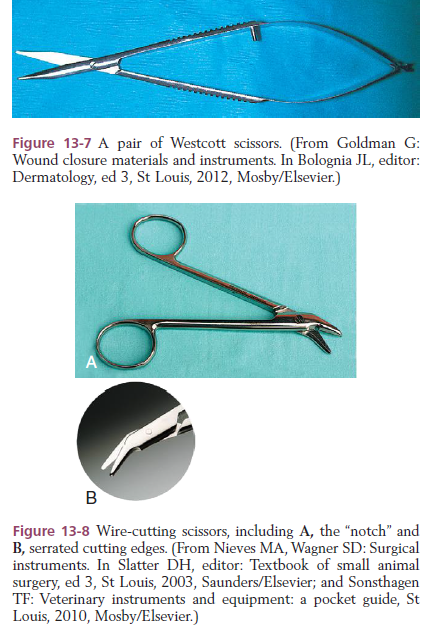 Figure 13-7 A pair of Westcott scissors. (From Goldman G:
Wound closure materials and instruments. In Bolognia JL, editor:
Dermatology, ed 3, St Louis, 2012, Mosby/Elsevier.)
A
B
Figure 13-8 Wire-cutting scissors, including A, the “notch” and
B, serrated cutting edges. (From Nieves MA, Wagner SD: Surgical
instruments. In Slatter DH, editor: Textbook of small animal
surgery, ed 3, St Louis, 2003, Saunders/Elsevier; and Sonsthagen
TF: Veterinary instruments and equipment: a pocket guide, St
Louis, 2010, Mosby/Elsevier.)